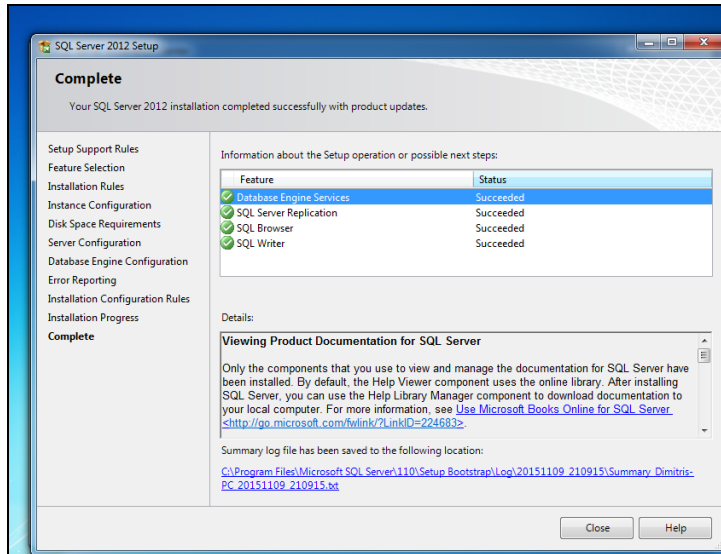 SQL Server 2012 Setup
Complete
Your SQL Server 2012 installation completed successfully with product updates.
Setup Support Rules
Feature Selection
Installation Rules
Instance Configuration
Disk Space Requirements
Server Configuration
Database Engine Configuration
Error Reporting
Installation Configuration Rules
Installation Progress
Complete
Information about the Setup operation or possible next steps:
Feature Status
Database Engine Services Succeeded
SQL Server Replication Succeeded
SQL Browser Succeeded
SQL Writer Succeeded
Details:
Viewing Product Documentation for SQL Server
Only the components that you use to view and manage the documentation for SQL Server have
been installed. By default, the Help Viewer component uses the online library. After installing
SQL Server, you can use the Help Library Manager component to download documentation to
your local computer. For more information, see Use Microsoft Books Online for SQL Server
<http://go.microsoft.com/fwlink/?LinkID=224683>.
Summary log file has been saved to the following location:
C:\Program Files\Microsoft SQL Server\110\Setup Bootstrap\Log\20151109_210915\Summary_Dimitris-
PC_20151109_210915.txt
Close Help